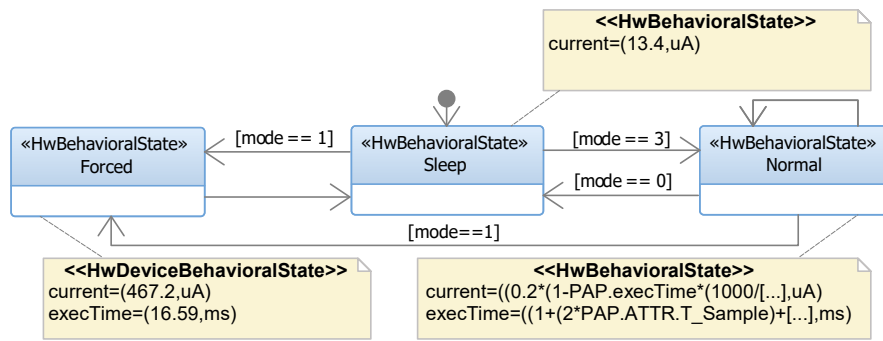 <<HwBehavioralState>>
current=(13.4,uA)
«HwBehavioralState»
Forced
[mode == 1]
«HwBehavioralState»
Sleep
[mode == 3]
[mode == 0]
«HwBehavioralState»
Normal
[mode==1]
<<HwDeviceBehavioralState>>
current=(467.2,uA)
execTime=(16.59,ms)
<<HwBehavioralState>>
current=((0.2*(1-PAP.execTime*(1000/[...],uA)
execTime=((1+(2*PAP.ATTR.T_Sample)+[...],ms)